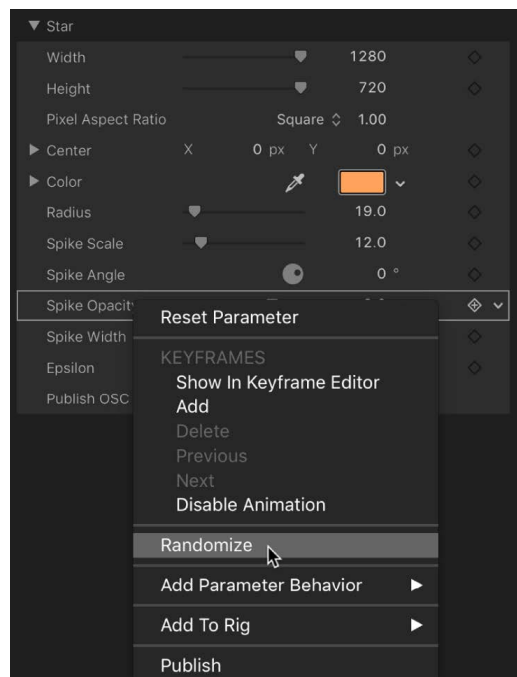 Star
Width 1280
Height 720
Pixel Aspect Ratio Square 1.00
Center X 0 px Y 0 px
Color
Radius 19.0
Spike Scale 12.0
Spike Angle 0 °
Spike Opacit
Reset Parameter
Spike Width
KEYFRAMES
Epsilon
Show In Keyframe Editor
Publish OSC
Add
Delete
Previous
Next
Disable Animation
Randomize
Add Parameter Behavior
Add To Rig
Publish